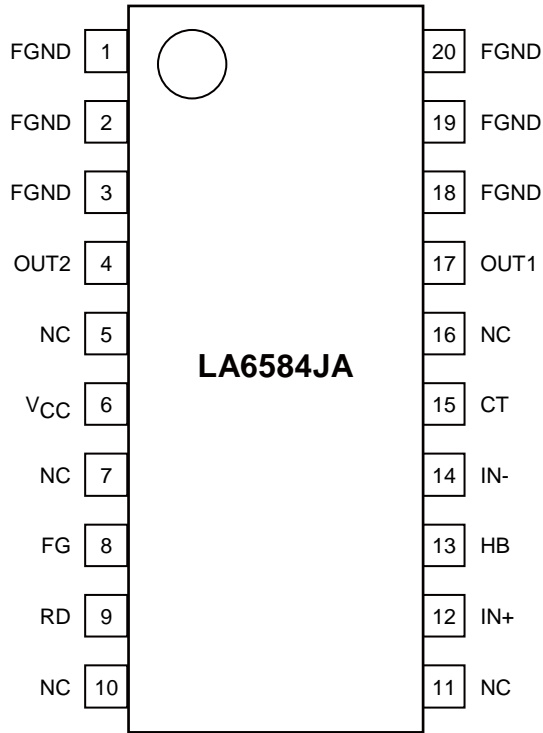 FGND 1 20 FGND
FGND 2 19 FGND
FGND 3 18 FGND
OUT2 4 17 OUT1
NC 5 16 NC
LA6584JA
VCC 6 15 CT
NC 7 14 IN-
FG 8 13 HB
RD 9 12 IN+
NC 10 11 NC